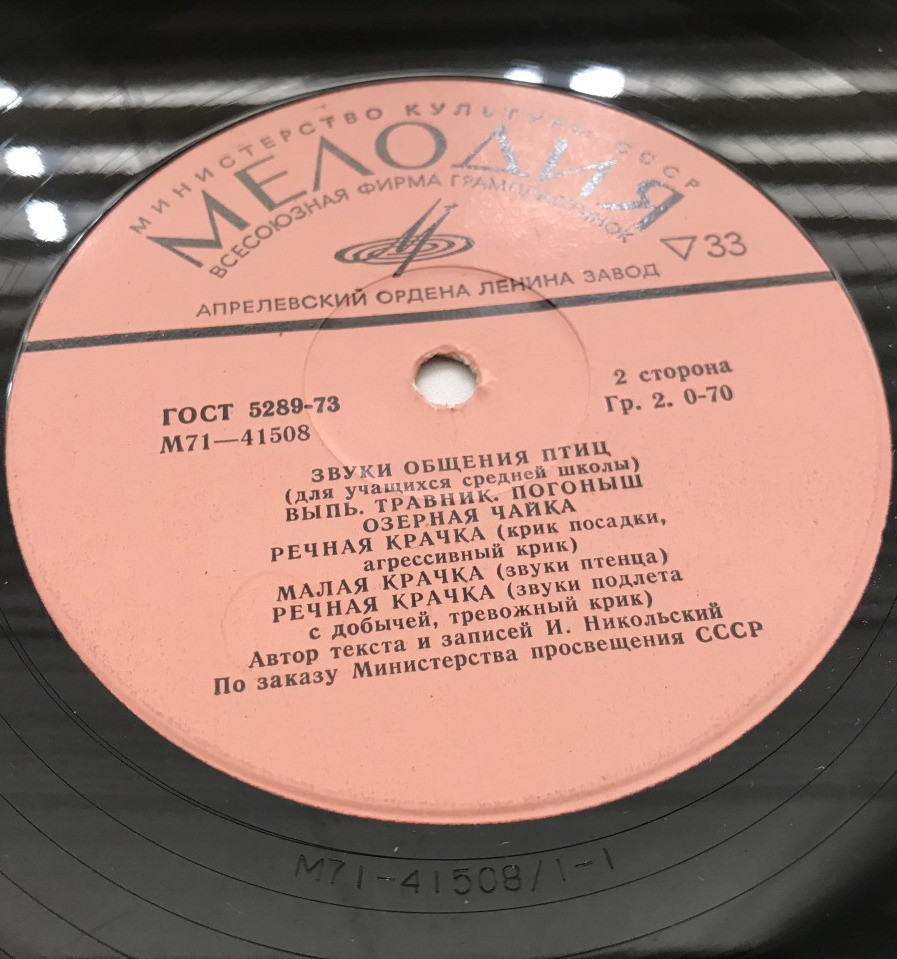 МИНИСТЕРСТВО КУЛЬТУРЫ СССР
МЕЛОДИЯ
ВСЕСОЮЗНАЯ ФИРМА ГРАМПЛАСТИНОК
33
АПРЕЛЕВСКИЙ ОРДЕНА ЛЕНИНА ЗАВОД
ГОСТ 5289-73
М71—41508
2 сторона
Гр. 2. 0-70
ЗВУКИ ОБЩЕНИЯ ПТИЦ
(для учащихся средней школы)
ВЫПЬ. ТРАВНИК. ПОГОНЫШ
ОЗЕРНАЯ ЧАЙКА
РЕЧНАЯ КРАЧКА (крик посадки,
агрессивный крик)
МАЛАЯ КРАЧКА (звуки птенца)
РЕЧНАЯ КРАЧКА (звуки подлета
с добычей, тревожный крик)
Автор текста и записей И. Никольский
По заказу Министерства просвещения СССР
М71-41508/1-1